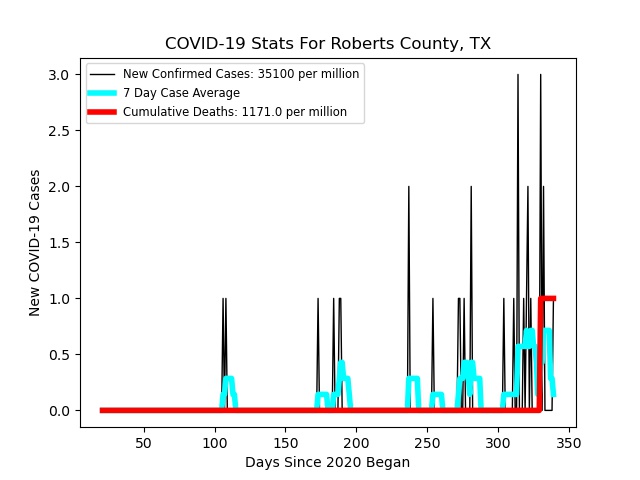 COVID-19 Stats For Roberts County, TX
New Confirmed Cases: 35100 per million
7 Day Case Average
Cumulative Deaths: 1171.0 per million
3.0
2.5
2.0
1.5
1.0
0.5
0.0
New COVID-19 Cases
50 100 150 200 250 300 350
Days Since 2020 Began